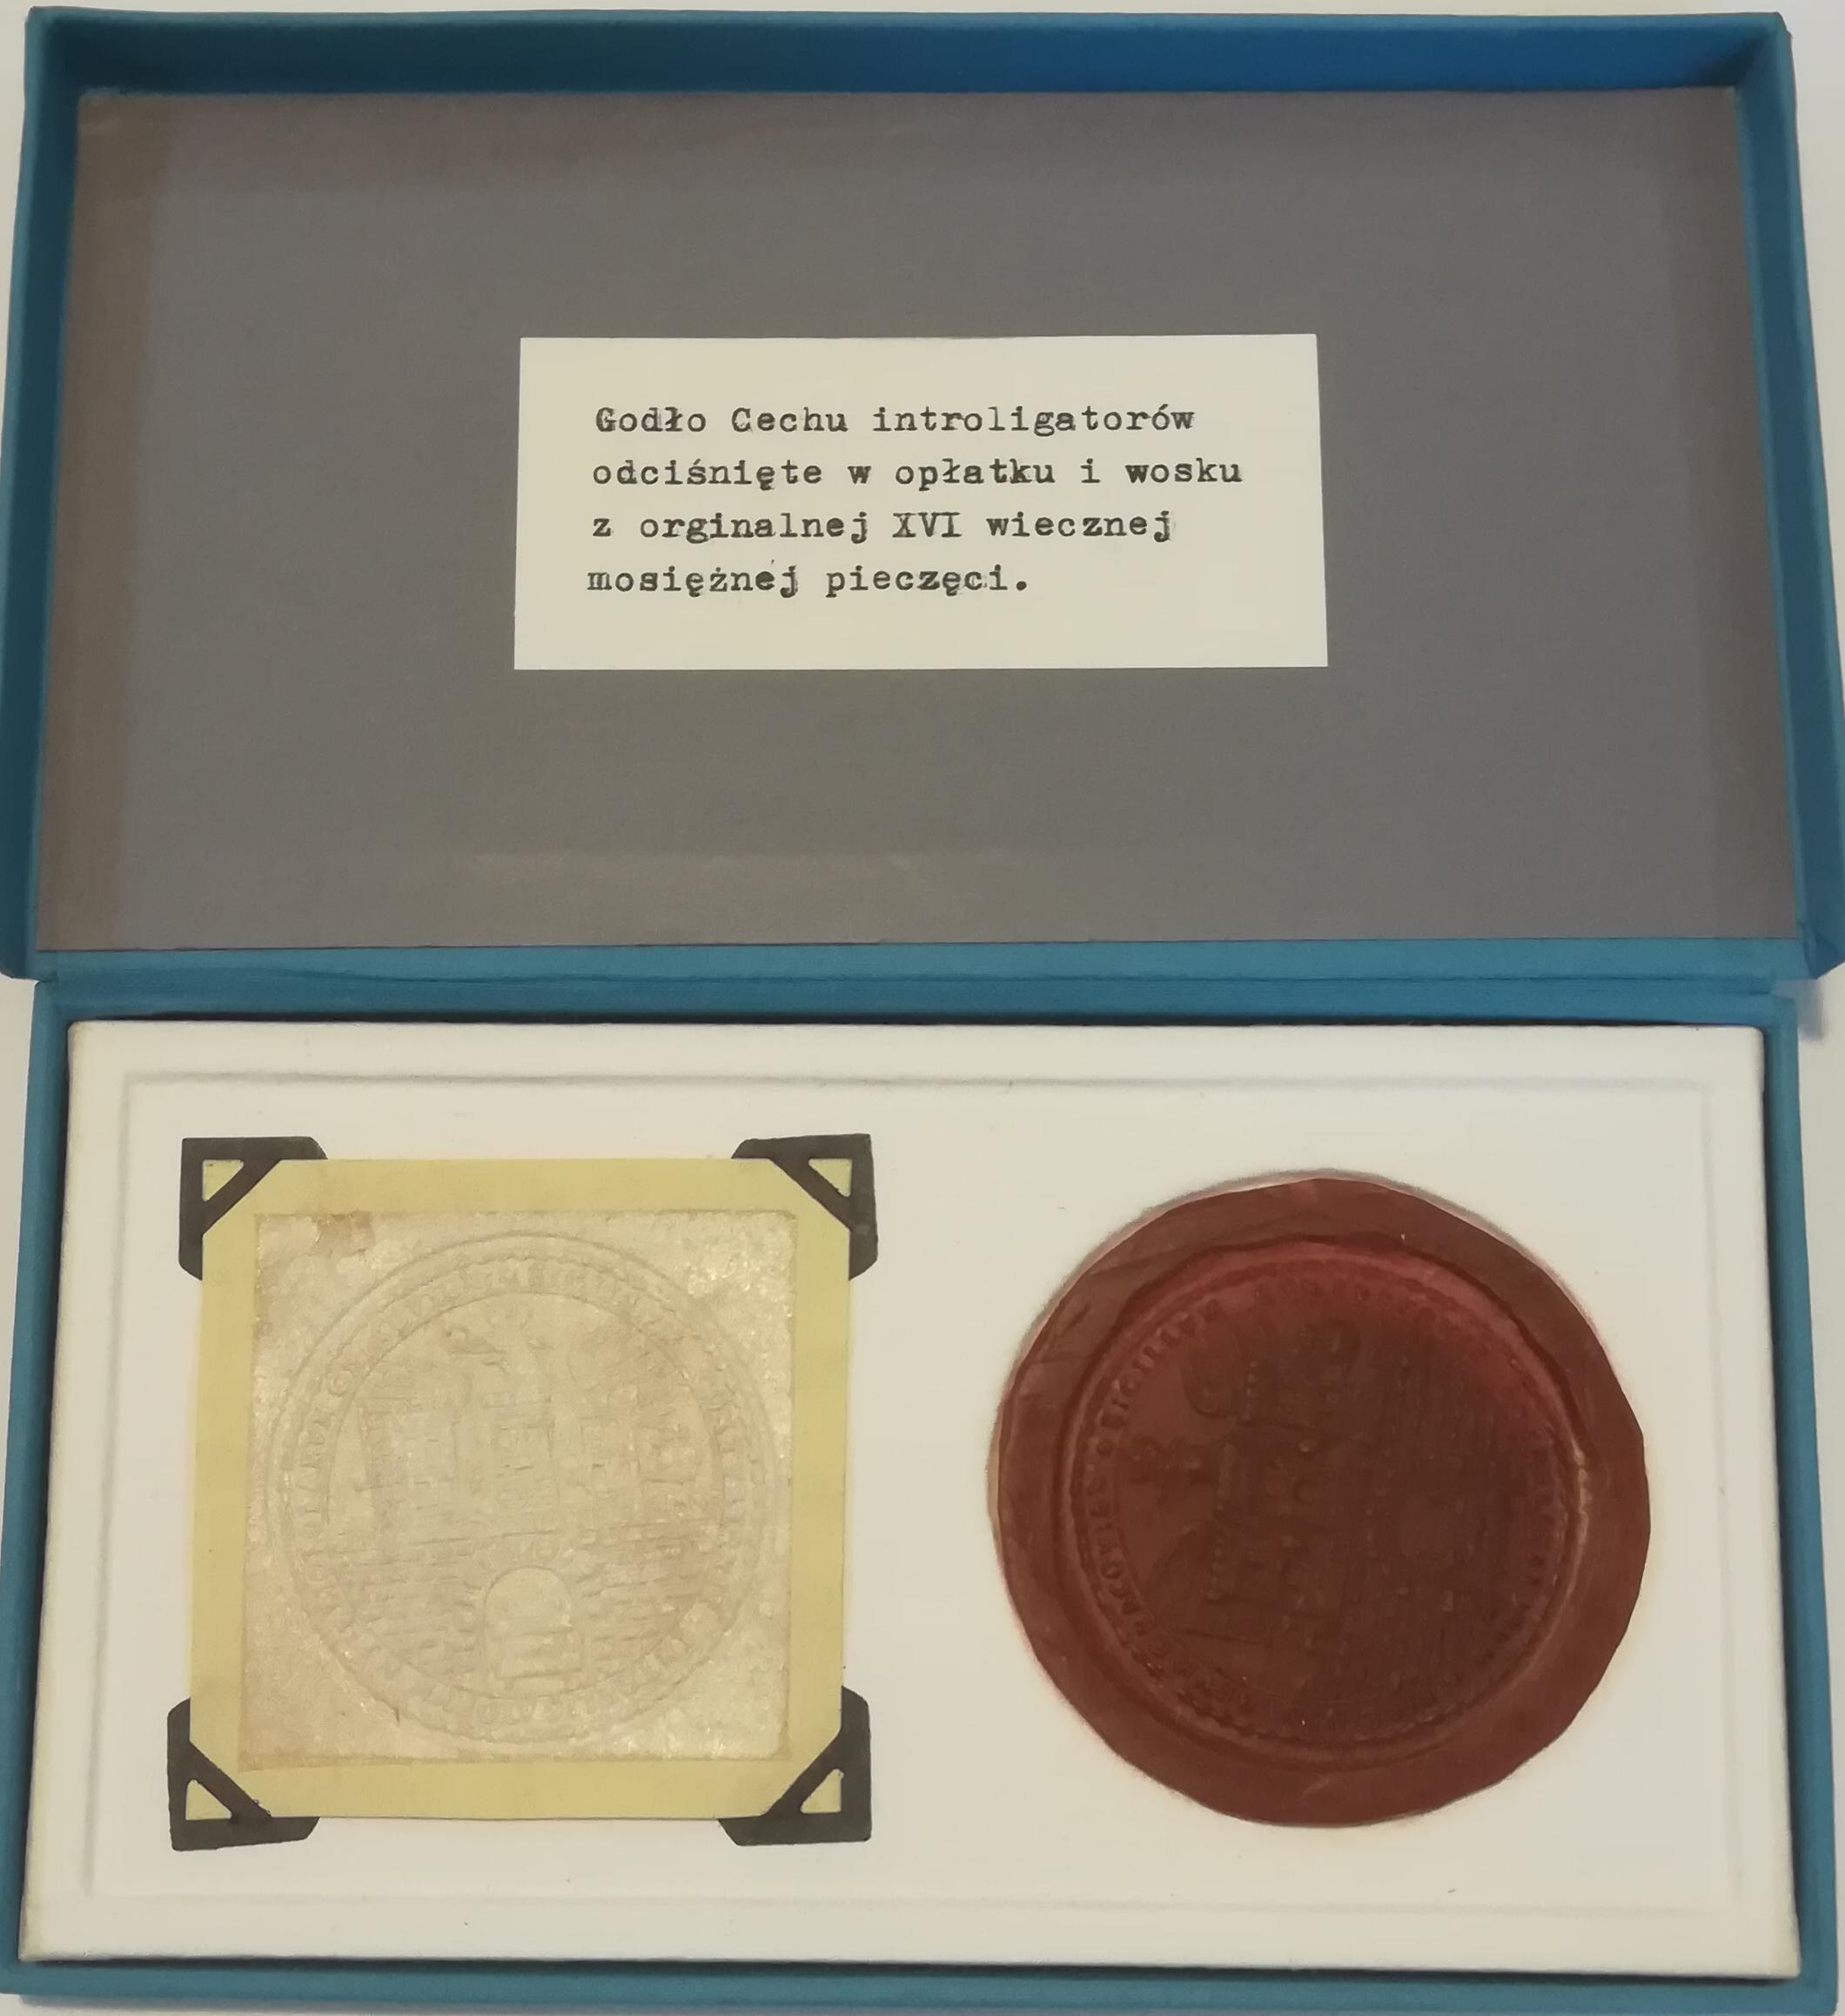 Godło Cechu introligatorów
odciśnięte w opłatku i wosku
z orginalnej XVI wiecznej
mosiężnej pieczęci.